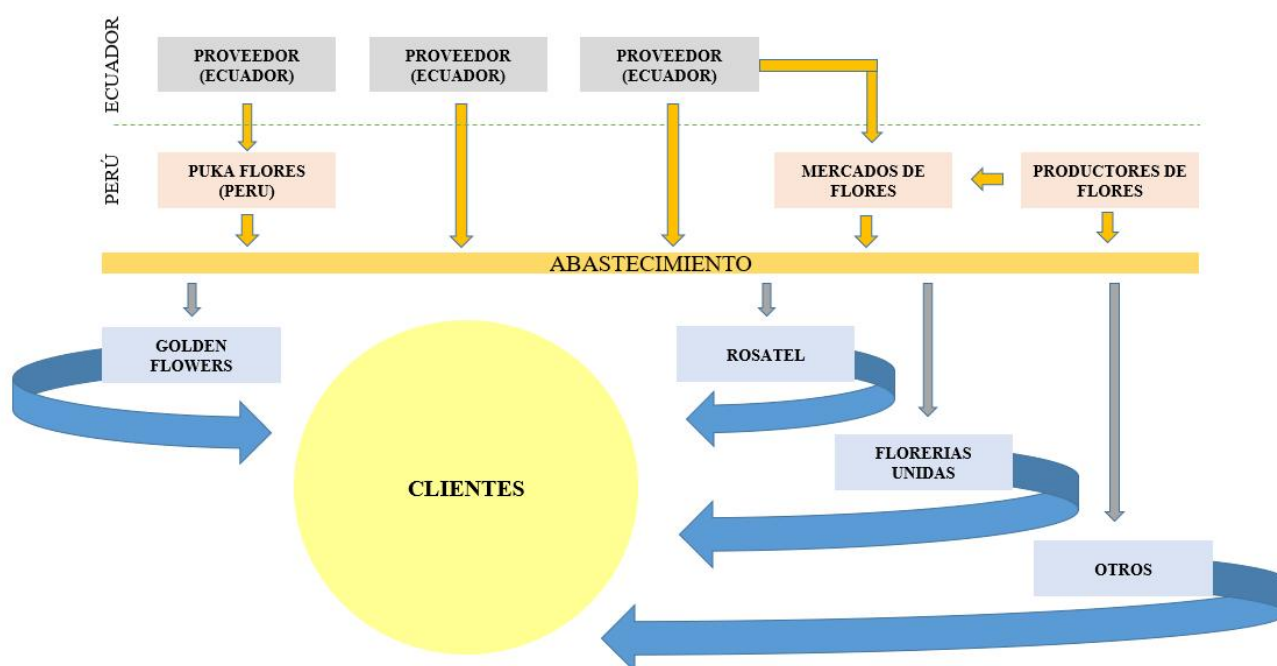 ECUADOR
PROVEEDOR
(ECUADOR)
PROVEEDOR
(ECUADOR)
PROVEEDOR
(ECUADOR)
PERÚ
PUKA FLORES
(PERU)
MERCADOS DE
FLORES
PRODUCTORES DE
FLORES
ABASTECIMIENTO
GOLDEN
FLOWERS
ROSATEL
FLORERIAS
UNIDAS
CLIENTES
OTROS